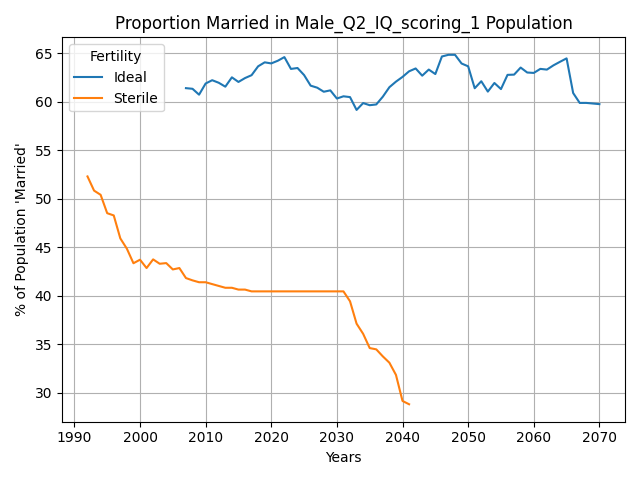 Proportion Married in Male_Q2_IQ_scoring_1 Population
Fertility
Ideal
Sterile
% of Population 'Married'
65
60
55
50
45
40
35
30
1990
2000
2010
2020
2030
2040
2050
2060
2070
Years